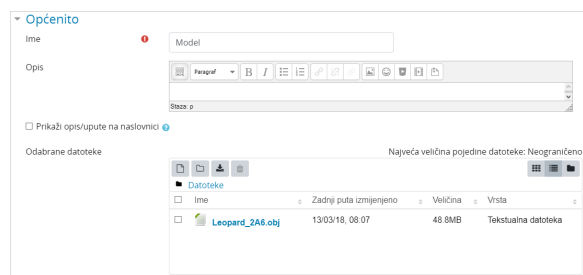 Općenito
Ime
Model
Opis
Paragraf B I
Staza: p
Prikaži opis/upute na naslovnici
Odabrane datoteke
Najveća veličina pojedine datoteke: Neograničeno
Datoteke
Ime Zadnji puta izmijenjeno Veličina Vrsta
Leopard_2A6.obj 13/03/18, 08:07 48.8MB Tekstualna datoteka